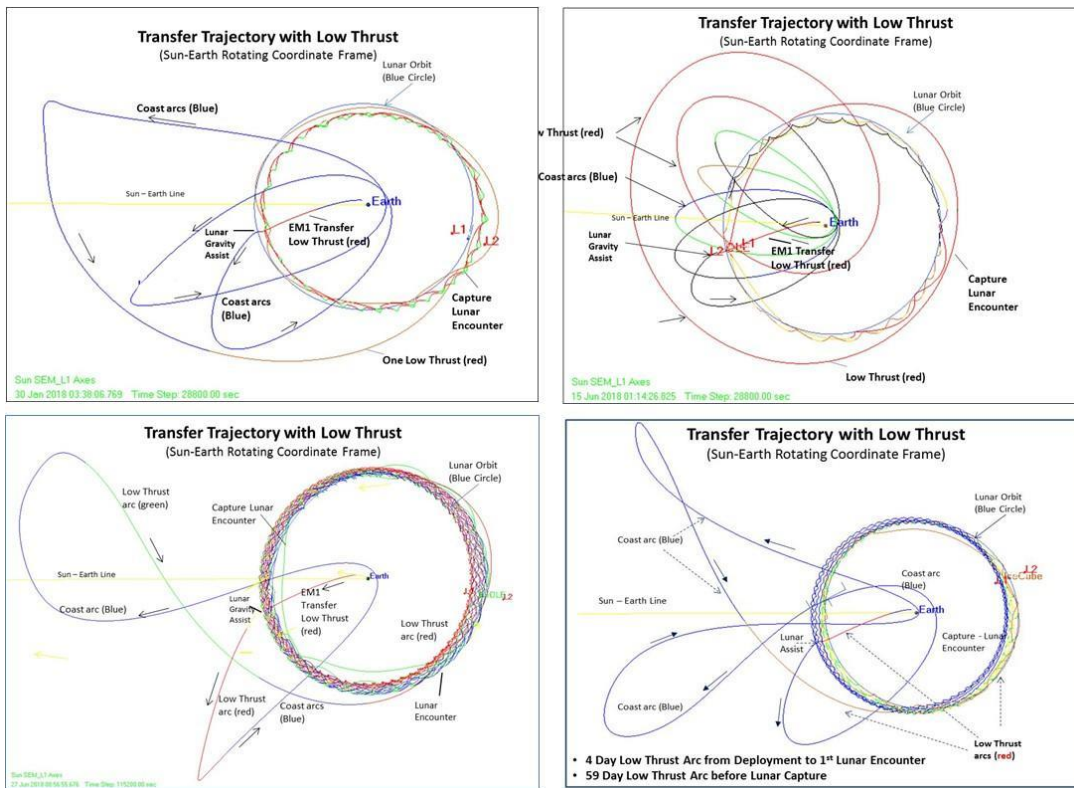 Transfer Trajectory with Low Thrust
(Sun-Earth Rotating Coordinate Frame)
Lunar Orbit
(Blue Circle)
Coast arcs (Blue)
Sun – Earth Line
Earth
EM1 Transfer
Low Thrust (red)
Lunar
Gravity
Assist
L1
L2
Coast arcs
(Blue)
Capture
Lunar
Encounter
One Low Thrust (red)
Sun SEM_L1 Axes
30 Jan 2018 03:38:06.769 Time Step: 28800.00 sec
Transfer Trajectory with Low Thrust
(Sun-Earth Rotating Coordinate Frame)
Lunar Orbit
(Blue Circle)
w Thrust (red)
Coast arcs (Blue)
Sun – Earth Line
Earth
Lunar
Gravity
Assist
L2
L1
EM1 Transfer
Low Thrust (red)
Capture
Lunar
Encounter
Low Thrust (red)
Sun SEM_L1 Axes
15 Jun 2018 01:14:26.825 Time Step: 28800.00 sec
Transfer Trajectory with Low Thrust
(Sun-Earth Rotating Coordinate Frame)
Lunar Orbit
(Blue Circle)
Low Thrust
arc (green)
Capture Lunar
Encounter
Sun – Earth Line
Earth
Coast arc (Blue)
Lunar
Gravity
Assist
EM1
Transfer
Low Thrust
(red)
L2
Low Thrust
arc (red)
Low Thrust
arc (red)
Coast arcs
(Blue)
Lunar
Encounter
Sun SEM_L1 Axes
Transfer Trajectory with Low Thrust
(Sun-Earth Rotating Coordinate Frame)
Lunar Orbit
(Blue Circle)
Coast arc (Blue)
Coast arc
(Blue)
L2
Sun – Earth Line
Earth
Lunar
Assist
Capture - Lunar
Encounter
Coast arc (Blue)
Low Thrust
arcs (red)
• 4 Day Low Thrust Arc from Deployment to 1st Lunar Encounter
• 59 Day Low Thrust Arc before Lunar Capture